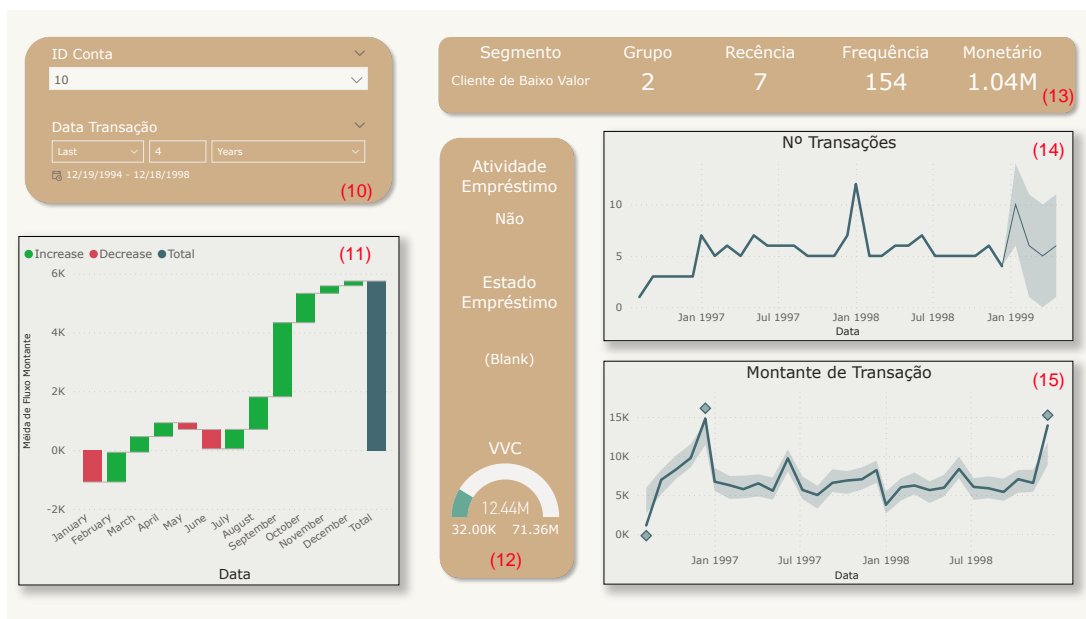 ID Conta
10
Data Transação
Last 4 Years
12/19/1994 - 12/18/1998
(10)
Segmento Grupo Recência Frequência Monetário
Cliente de Baixo Valor 2 7 154 1.04M
(13)
Increase Decrease Total
(11)
6K
4K
2K
0K
-2K
Méida de Fluxo Montante
January February March April May June July August September October November December Total
Data
Atividade
Empréstimo
Não
Estado
Empréstimo
(Blank)
VVC
12.44M
32.00K 71.36M
(12)
Nº Transações
(14)
10
5
0
Jan 1997 Jul 1997 Jan 1998 Jul 1998 Jan 1999
Data
Montante de Transação
(15)
15K
10K
5K
0K
Jan 1997 Jul 1997 Jan 1998 Jul 1998
Data